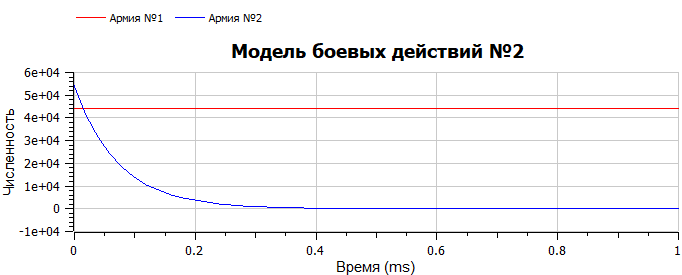 Армия №1 Армия №2
Модель боевых действий №2
Численность
6e+04
5e+04
4e+04
3e+04
2e+04
1e+04
0
-1e+04
0 0.2 0.4 0.6 0.8 1
Время (ms)